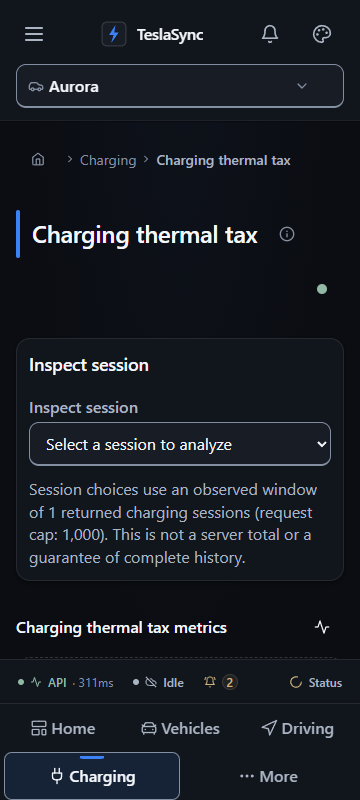 TeslaSync
Aurora
Charging
Charging thermal tax
Charging thermal tax
Inspect session
Inspect session
Select a session to analyze
Session choices use an observed window
of 1 returned charging sessions (request
cap: 1,000). This is not a server total or a
guarantee of complete history.
Charging thermal tax metrics
API · 311ms
Idle
2
Status
Home
Vehicles
Driving
Charging
More